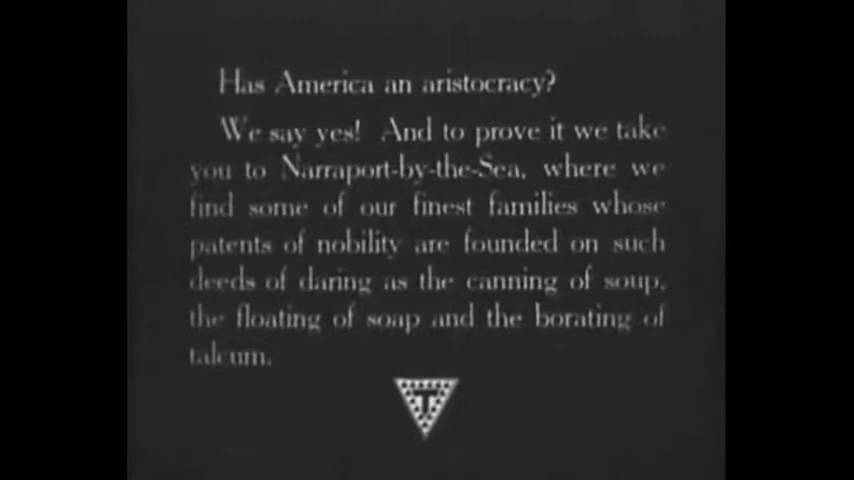 Has America an aristocracy?
We say yes! And to prove it we take
you to Narraport-by-the-Sea, where we
find some of our finest families whose
patents of nobility are founded on such
deeds of daring as the canning of soup,
the floating of soap and the borating of
talcum.
T